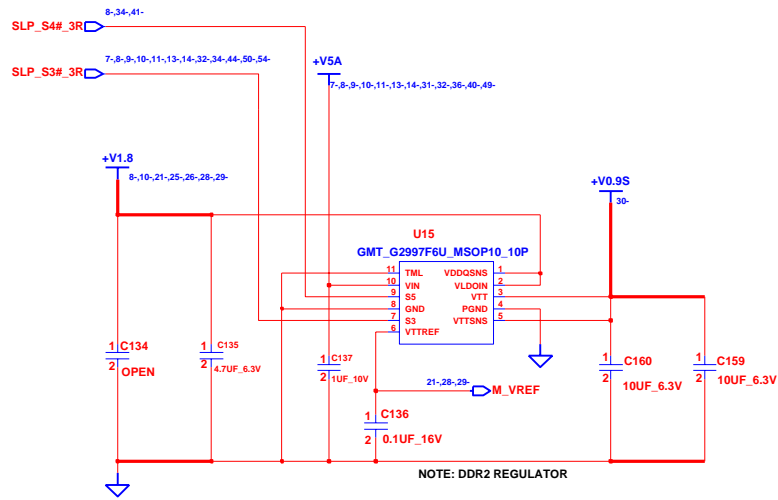 8-,34-,41-
SLP_S4#_3R
7-,8-,9-,10-,11-,13-,14-,32-,34-,44-,50-,54-
SLP_S3#_3R
+V5A
7-,8-,9-,10-,11-,13-,14-,31-,32-,36-,40-,49-
+V1.8
8-,10-,21-,25-,26-,28-,29-
+V0.9S
30-
U15
GMT_G2997F6U_MSOP10_10P
11 TML VDDQSNS 1
10 VIN VLDOIN 2
9 S5 VTT 3
8 GND PGND 4
7 S3 VTTSNS 5
6 VTTREF
1 C134
2 OPEN
1 C135
2 4.7UF_6.3V
1 C137
2 1UF_10V
21-,28-,29-
M_VREF
1 C136
2 0.1UF_16V
1 C160
2 10UF_6.3V
1 C159
2 10UF_6.3V
NOTE: DDR2 REGULATOR